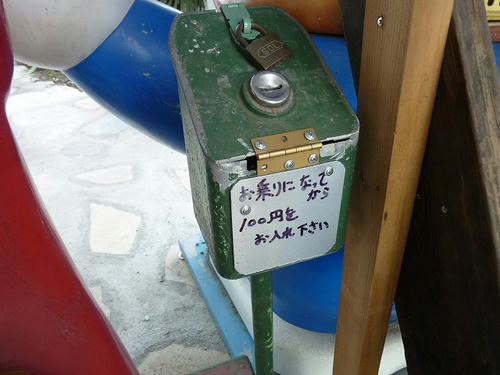 SOL
お乗りになって
から
100円を
お入れ下さい